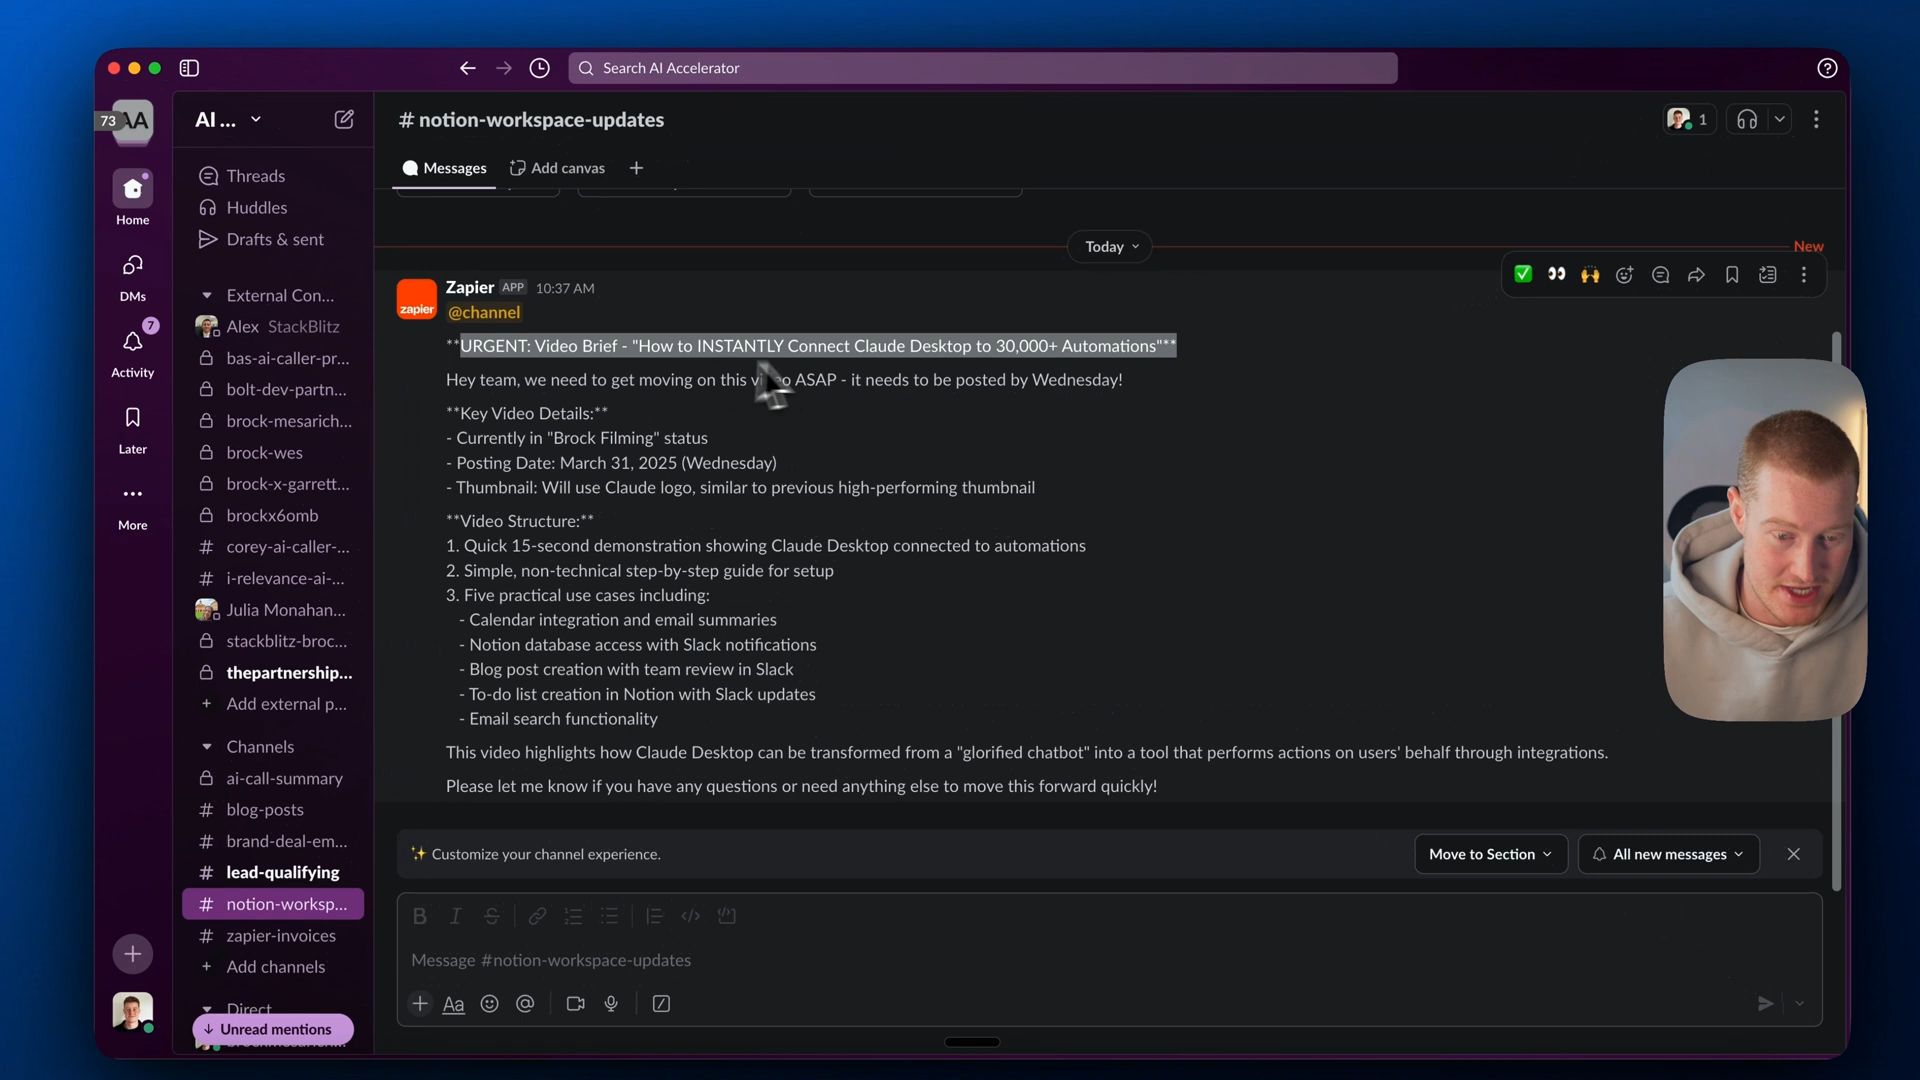 Search AI Accelerator
73
AA
AI ...
Home
DMs
7
Activity
Later
More
Threads
Huddles
Drafts & sent
External Con...
Alex StackBlitz
bas-ai-caller-pr...
bolt-dev-partn...
brock-mesarich...
brock-wes
brock-x-garrett...
brockx6omb
corey-ai-caller-...
i-relevance-ai-...
Julia Monahan...
stackblitz-broc...
thepartnership...
+ Add external p...
Channels
ai-call-summary
# blog-posts
# brand-deal-em...
# lead-qualifying
# notion-worksp...
# zapier-invoices
+ Add channels
Direct
↓ Unread mentions
# notion-workspace-updates
1
Messages
Add canvas
+
Today
New
zapier
Zapier APP 10:37 AM
@channel
**URGENT: Video Brief - "How to INSTANTLY Connect Claude Desktop to 30,000+ Automations"**
Hey team, we need to get moving on this ASAP - it needs to be posted by Wednesday!
**Key Video Details:**
- Currently in "Brock Filming" status
- Posting Date: March 31, 2025 (Wednesday)
- Thumbnail: Will use Claude logo, similar to previous high-performing thumbnail
**Video Structure:**
1. Quick 15-second demonstration showing Claude Desktop connected to automations
2. Simple, non-technical step-by-step guide for setup
3. Five practical use cases including:
- Calendar integration and email summaries
- Notion database access with Slack notifications
- Blog post creation with team review in Slack
- To-do list creation in Notion with Slack updates
- Email search functionality
This video highlights how Claude Desktop can be transformed from a "glorified chatbot" into a tool that performs actions on users' behalf through integrations.
Please let me know if you have any questions or need anything else to move this forward quickly!
Customize your channel experience.
Move to Section
All new messages
Message #notion-workspace-updates
Aa